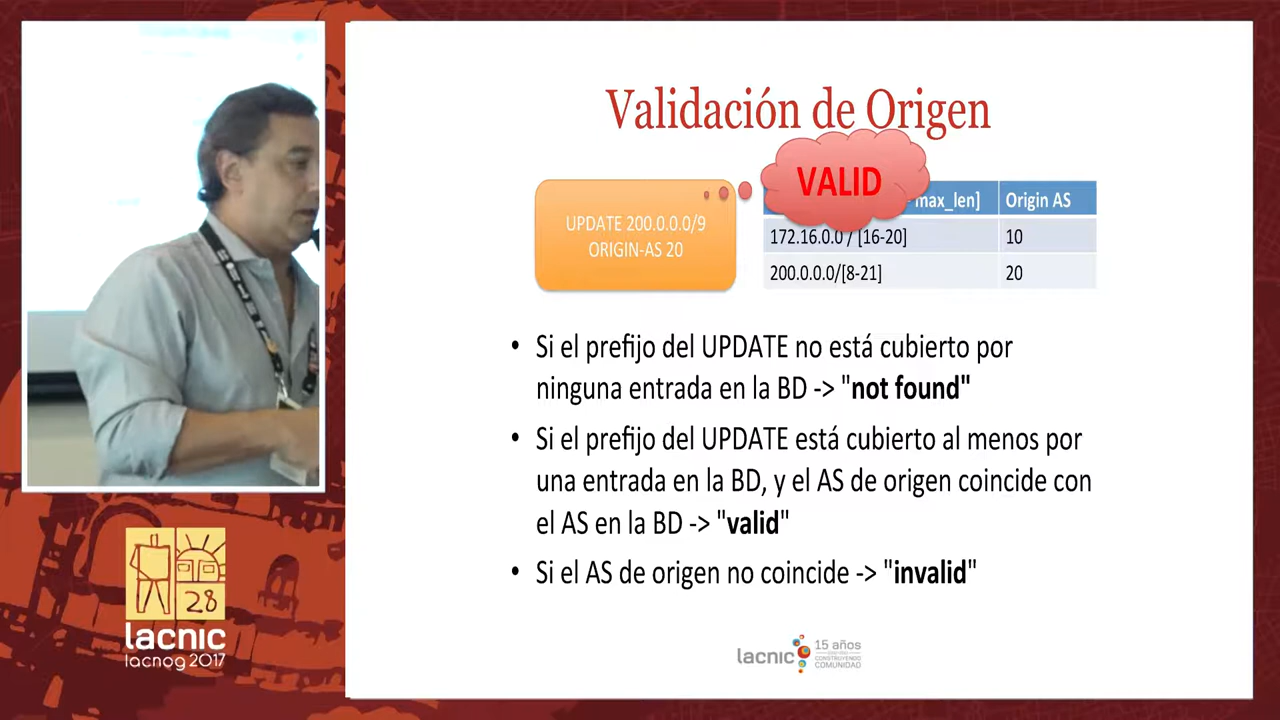 Validación de Origen
VALID
UPDATE 200.0.0.0/9
ORIGIN-AS 20
max_len]
Origin AS
172.16.0.0 / [16-20]
10
200.0.0.0/[8-21]
20
• Si el prefijo del UPDATE no está cubierto por
ninguna entrada en la BD -> "not found"
• Si el prefijo del UPDATE está cubierto al menos por
una entrada en la BD, y el AS de origen coincide con
el AS en la BD -> "valid"
• Si el AS de origen no coincide -> "invalid"
28
lacnic
lacnog 2017
lacnic
15 años
CONSTRUYENDO
COMUNIDAD